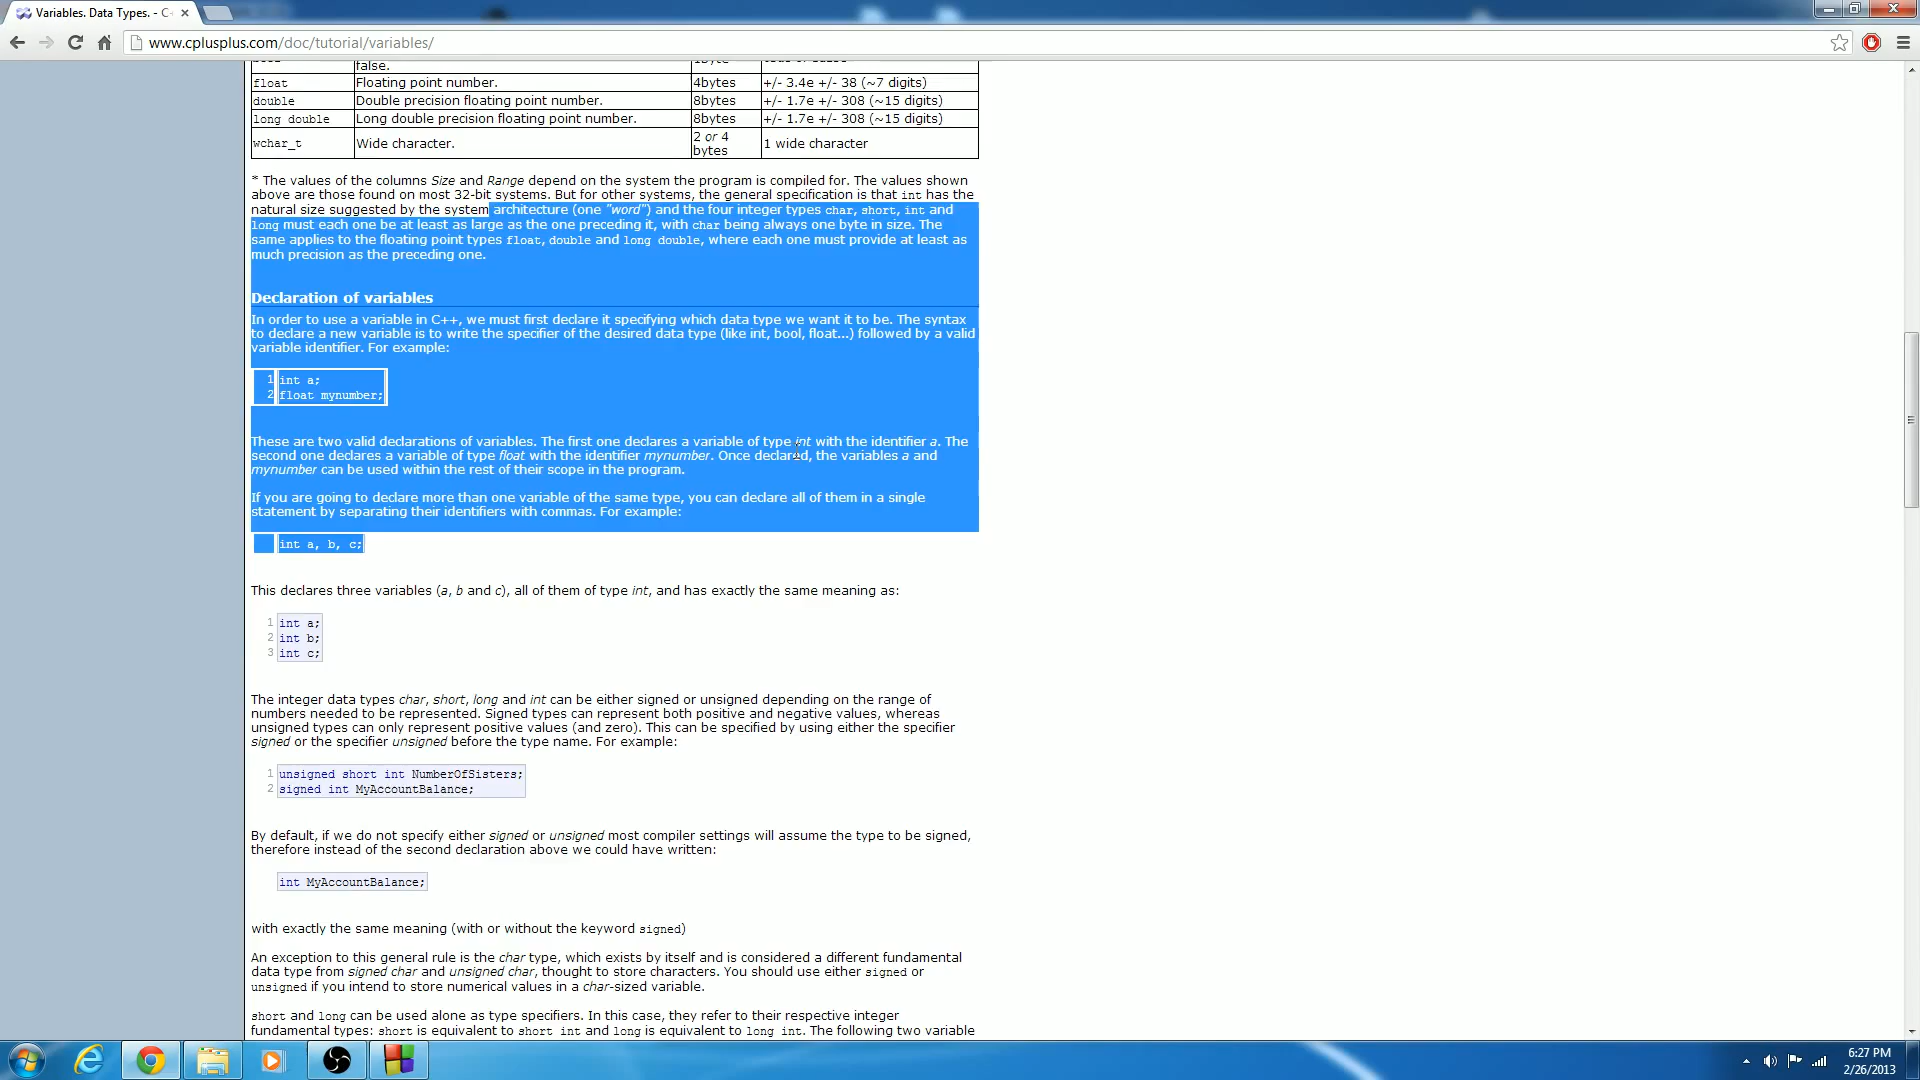 Variables. Data Types. - C-
www.cplusplus.com/doc/tutorial/variables/
false.
float Floating point number. 4bytes +/- 3.4e +/- 38 (~7 digits)
double Double precision floating point number. 8bytes +/- 1.7e +/- 308 (~15 digits)
long double Long double precision floating point number. 8bytes +/- 1.7e +/- 308 (~15 digits)
wchar_t Wide character. 2 or 4 bytes 1 wide character
* The values of the columns Size and Range depend on the system the program is compiled for. The values shown
above are those found on most 32-bit systems. But for other systems, the general specification is that int has the
natural size suggested by the system architecture (one "word") and the four integer types char, short, int and
long must each one be at least as large as the one preceding it, with char being always one byte in size. The
same applies to the floating point types float, double and long double, where each one must provide at least as
much precision as the preceding one.
Declaration of variables
In order to use a variable in C++, we must first declare it specifying which data type we want it to be. The syntax
to declare a new variable is to write the specifier of the desired data type (like int, bool, float...) followed by a valid
variable identifier. For example:
1 int a;
2 float mynumber;
These are two valid declarations of variables. The first one declares a variable of type int with the identifier a. The
second one declares a variable of type float with the identifier mynumber. Once declared, the variables a and
mynumber can be used within the rest of their scope in the program.
If you are going to declare more than one variable of the same type, you can declare all of them in a single
statement by separating their identifiers with commas. For example:
int a, b, c;
This declares three variables (a, b and c), all of them of type int, and has exactly the same meaning as:
1 int a;
2 int b;
3 int c;
The integer data types char, short, long and int can be either signed or unsigned depending on the range of
numbers needed to be represented. Signed types can represent both positive and negative values, whereas
unsigned types can only represent positive values (and zero). This can be specified by using either the specifier
signed or the specifier unsigned before the type name. For example:
1 unsigned short int NumberOfSisters;
2 signed int MyAccountBalance;
By default, if we do not specify either signed or unsigned most compiler settings will assume the type to be signed,
therefore instead of the second declaration above we could have written:
int MyAccountBalance;
with exactly the same meaning (with or without the keyword signed)
An exception to this general rule is the char type, which exists by itself and is considered a different fundamental
data type from signed char and unsigned char, thought to store characters. You should use either signed or
unsigned if you intend to store numerical values in a char-sized variable.
short and long can be used alone as type specifiers. In this case, they refer to their respective integer
fundamental types: short is equivalent to short int and long is equivalent to long int. The following two variable
6:27 PM
2/26/2013